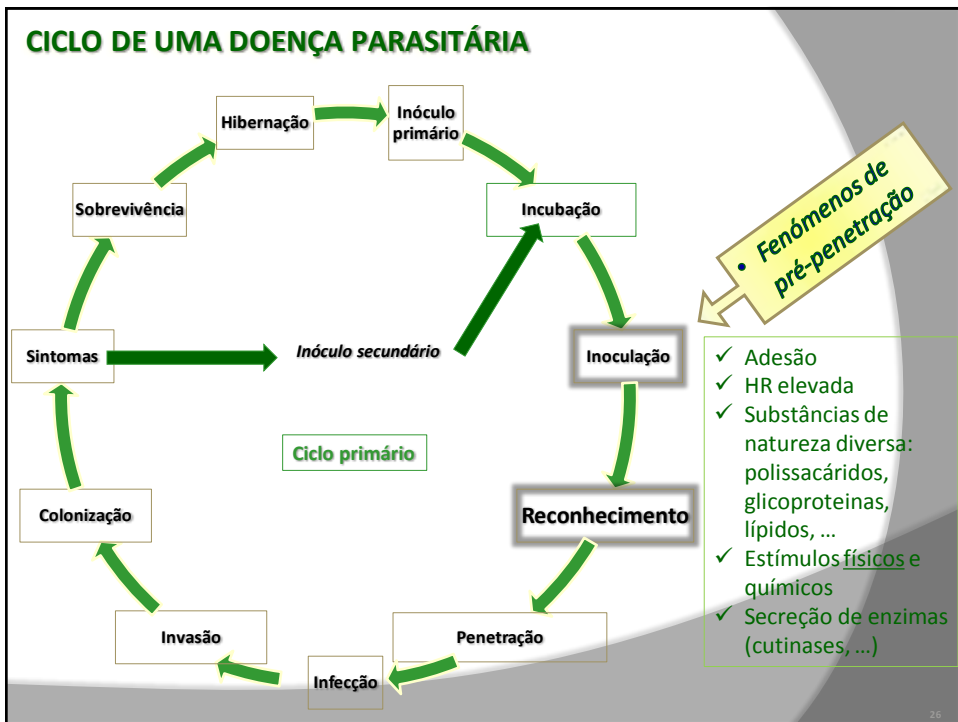 CICLO DE UMA DOENÇA PARASITÁRIA
Hibernação
Inóculo
primário
Sobrevivência
Incubação
• Fenómenos de
pré-penetração
Sintomas
Inóculo secundário
Inoculação
Ciclo primário
Colonização
Reconhecimento
Invasão
Penetração
Infecção
✓ Adesão
✓ HR elevada
✓ Substâncias de
natureza diversa:
polissacáridos,
glicoproteinas,
lípidos, ...
✓ Estímulos físicos e
químicos
✓ Secreção de enzimas
(cutinases, ...)
26